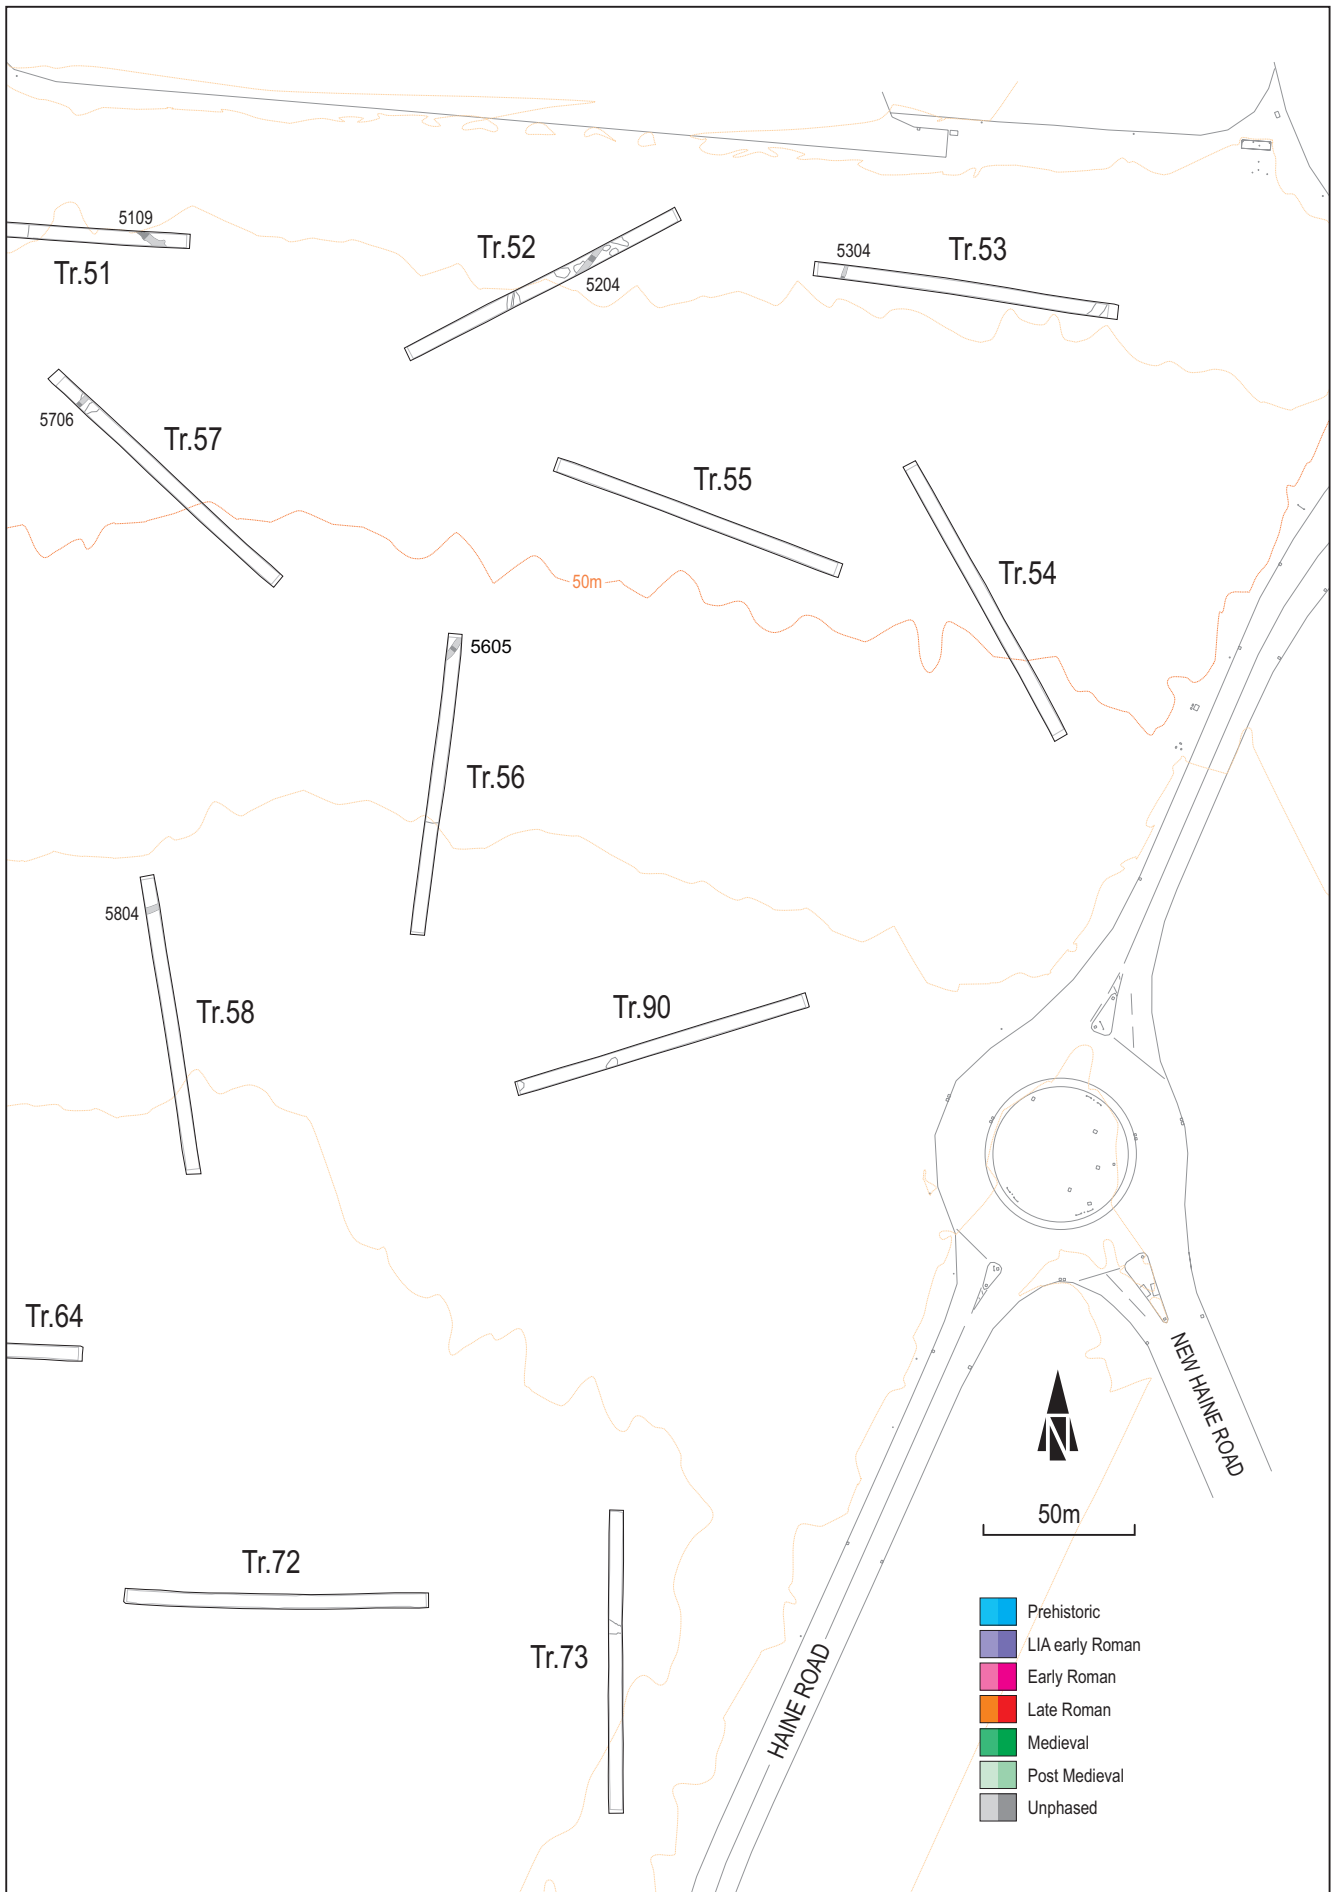 5109
Tr.51
Tr.52
5204
5304
Tr.53
5706
Tr.57
Tr.55
Tr.54
50m
5605
Tr.56
5804
Tr.58
Tr.90
Tr.64
NEW HAINE ROAD
N
50m
Tr.72
Tr.73
HAINE ROAD
Prehistoric
LIA early Roman
Early Roman
Late Roman
Medieval
Post Medieval
Unphased